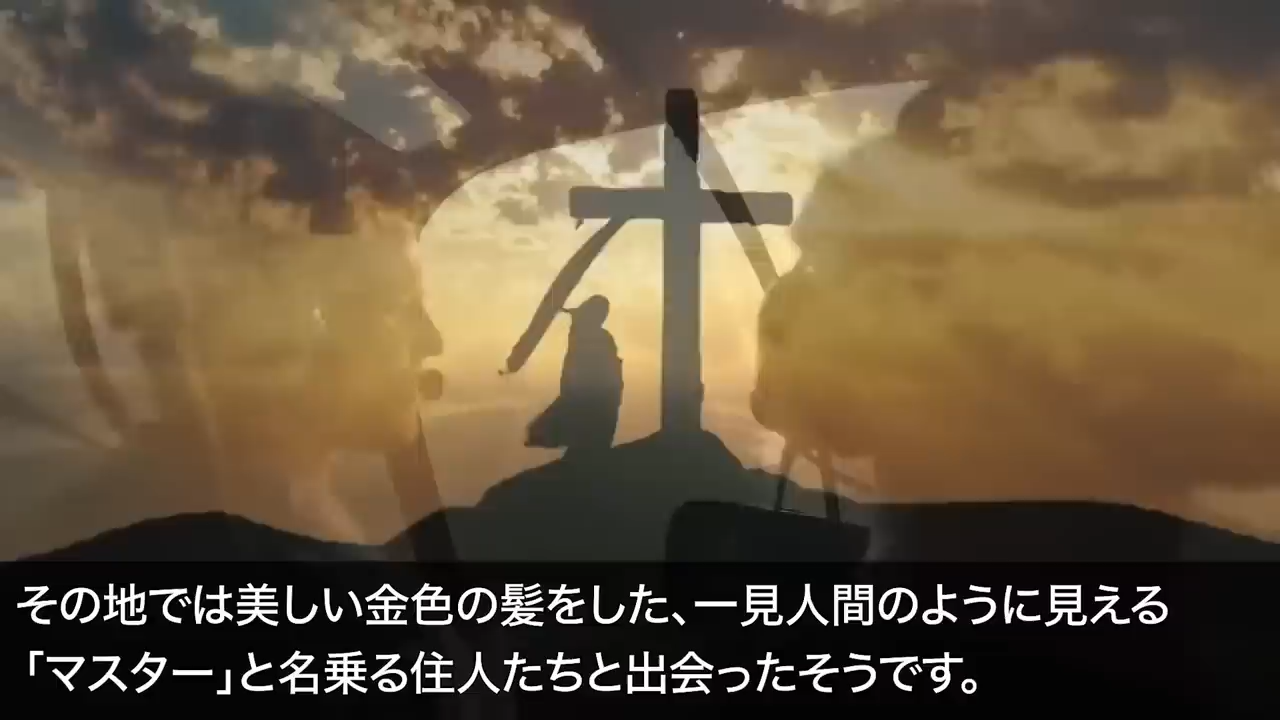 その地では美しい金色の髪をした、一見人間のように見える
「マスター」と名乗る住人たちと出会ったそうです。